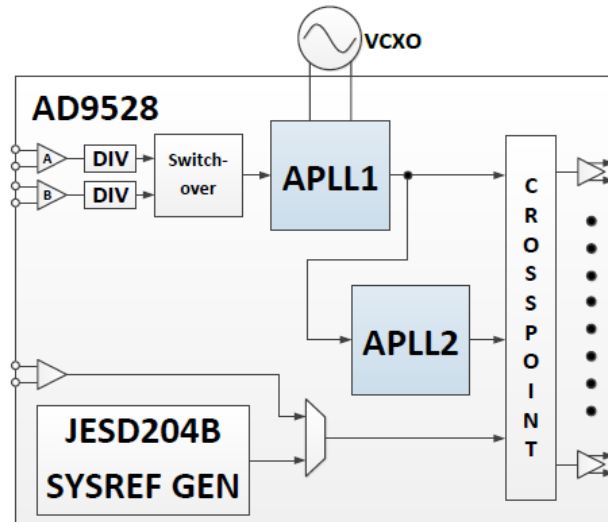 VCXO
AD9528
A
DIV
Switch-
over
APLL1
B
DIV
APLL2
C
R
O
S
S
P
O
I
N
T
JESD204B
SYSREF GEN